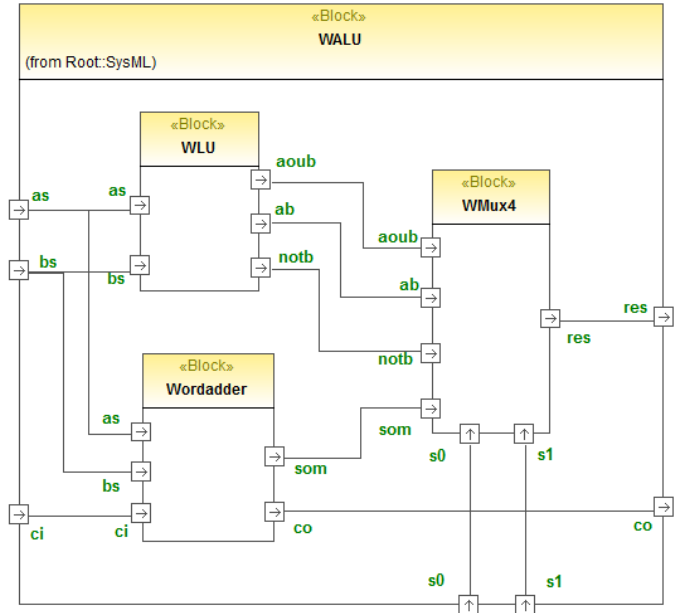 «Block»
WALU
(from Root::SysML)
«Block»
WLU
as
as
bs
bs
aoub
ab
notb
«Block»
WMux4
aoub
ab
notb
som
s0
s1
res
res
«Block»
Wordadder
as
bs
ci
ci
som
co
co
s0
s1